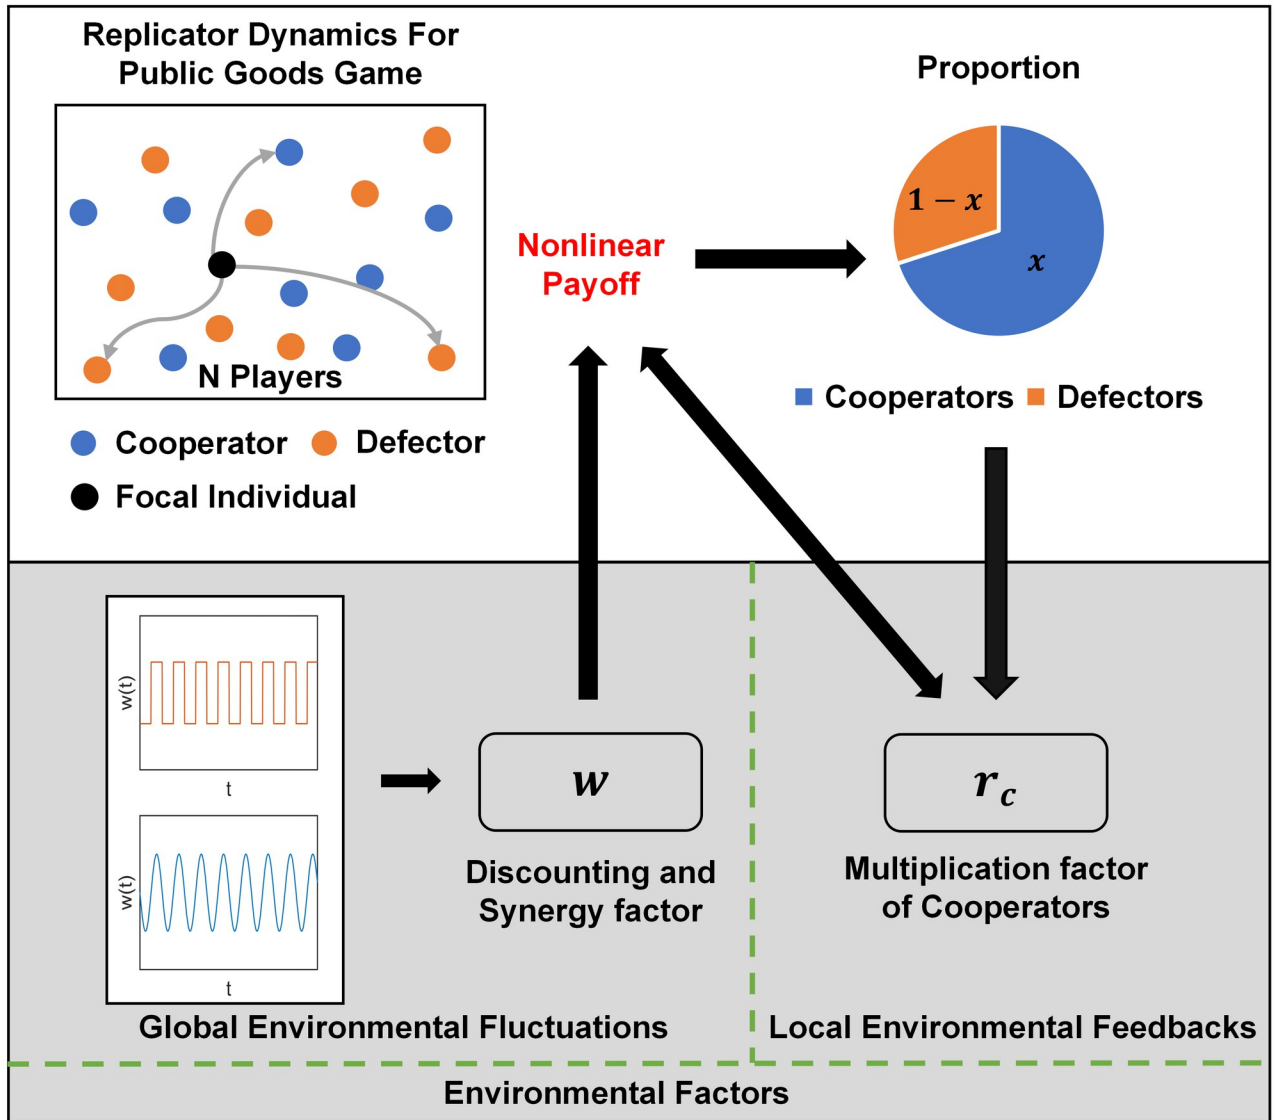 Replicator Dynamics For
Public Goods Game
N Players
Cooperator
Defector
Focal Individual
Nonlinear
Payoff
Proportion
1 − x
x
Cooperators
Defectors
w(t)
t
w(t)
t
w
Discounting and
Synergy factor
r_c
Multiplication factor
of Cooperators
Global Environmental Fluctuations
Local Environmental Feedbacks
Environmental Factors